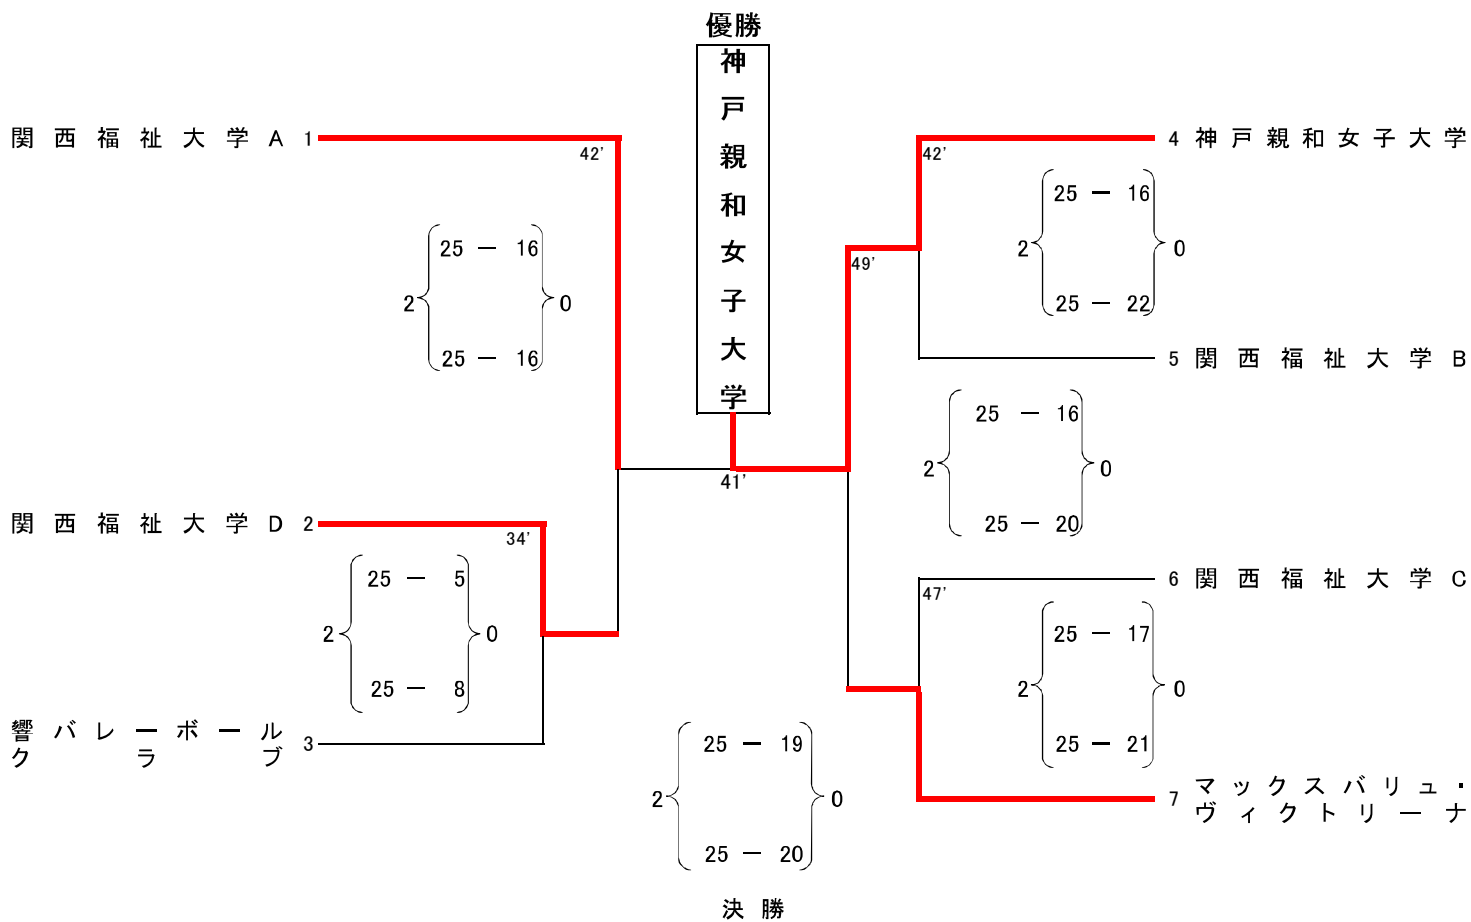 優勝
神戸親和女子大学
関西福祉大学A 1
42'
25 － 16
2 0
25 － 16
関西福祉大学D 2
34'
25 － 5
2 0
25 － 8
響バレーボール
クラブ 3
41'
42'
4 神戸親和女子大学
25 － 16
2 0
25 － 22
49'
5 関西福祉大学B
25 － 16
2 0
25 － 20
6 関西福祉大学C
47'
25 － 17
2 0
25 － 21
7 マックスバリュ・
ヴィクトリーナ
25 － 19
2 0
25 － 20
決勝